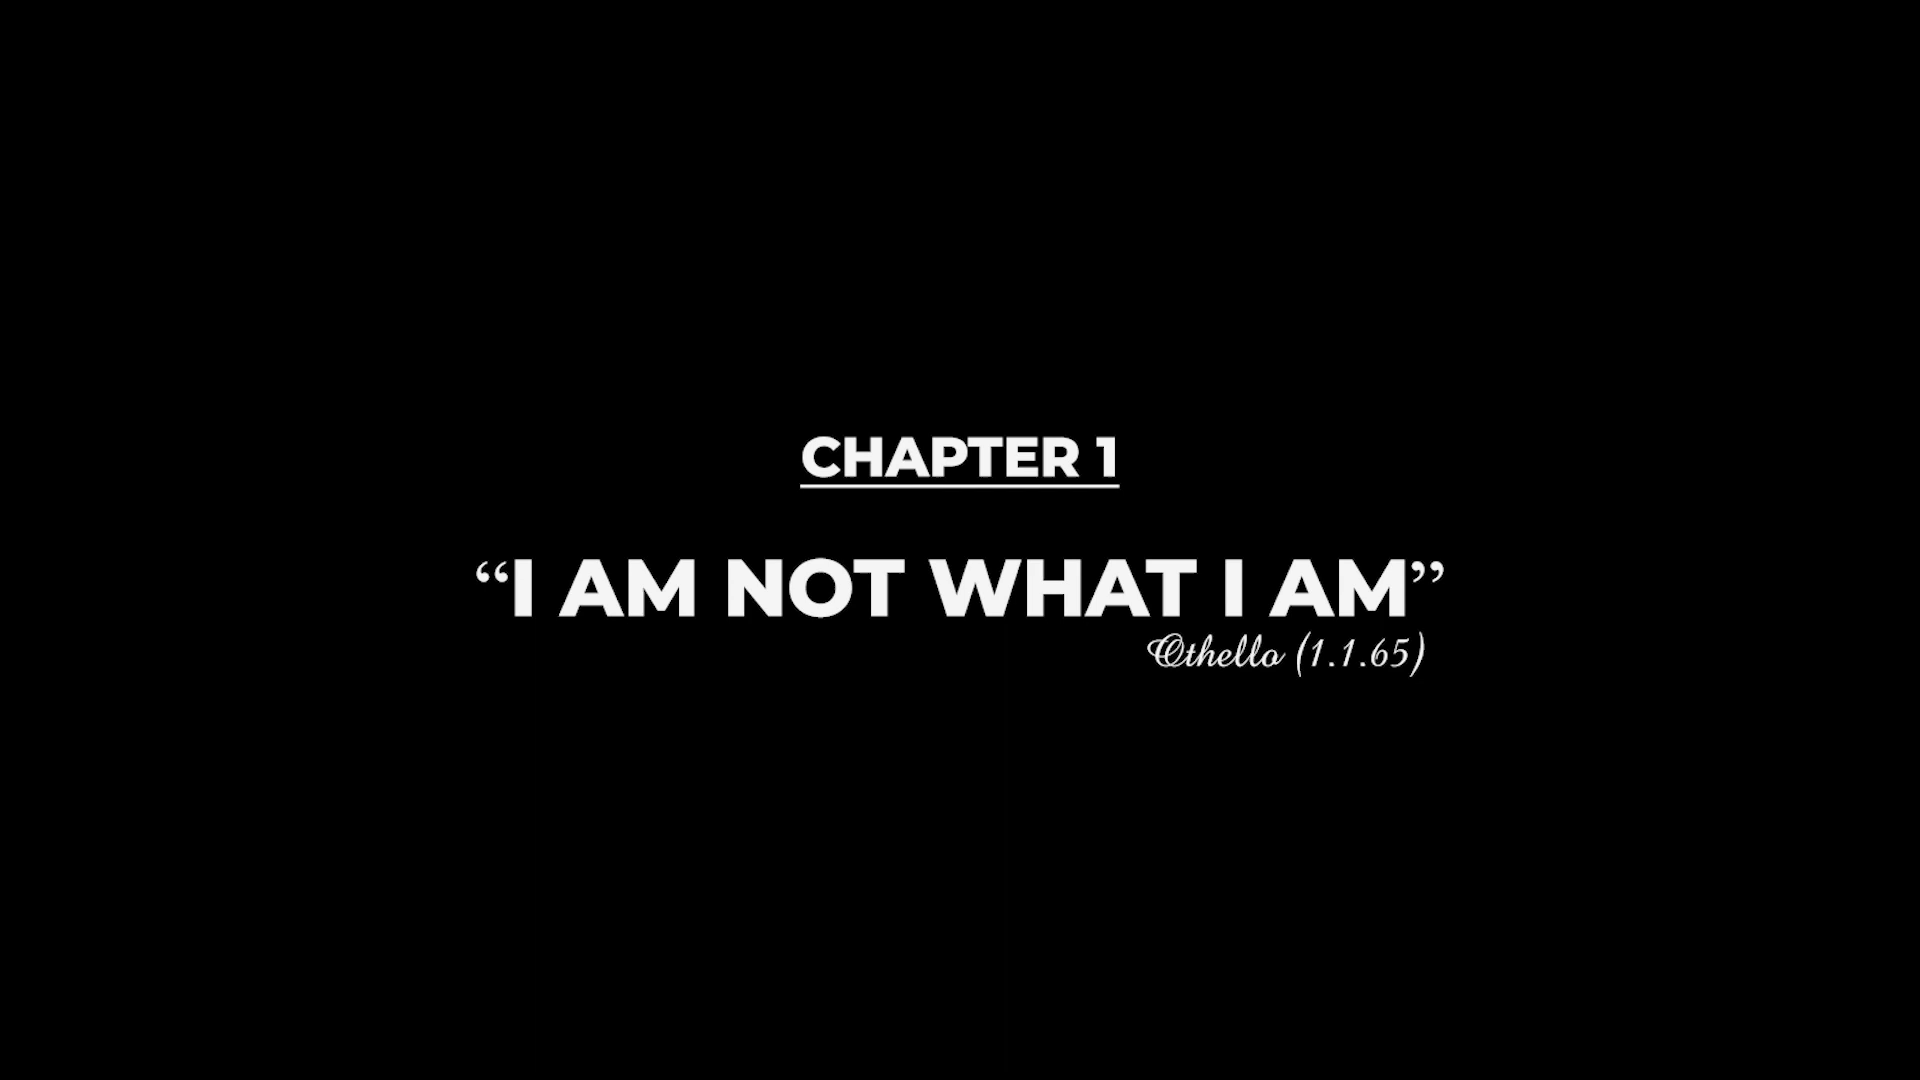 CHAPTER 1
“I AM NOT WHAT I AM”
Othello (1.1.65)